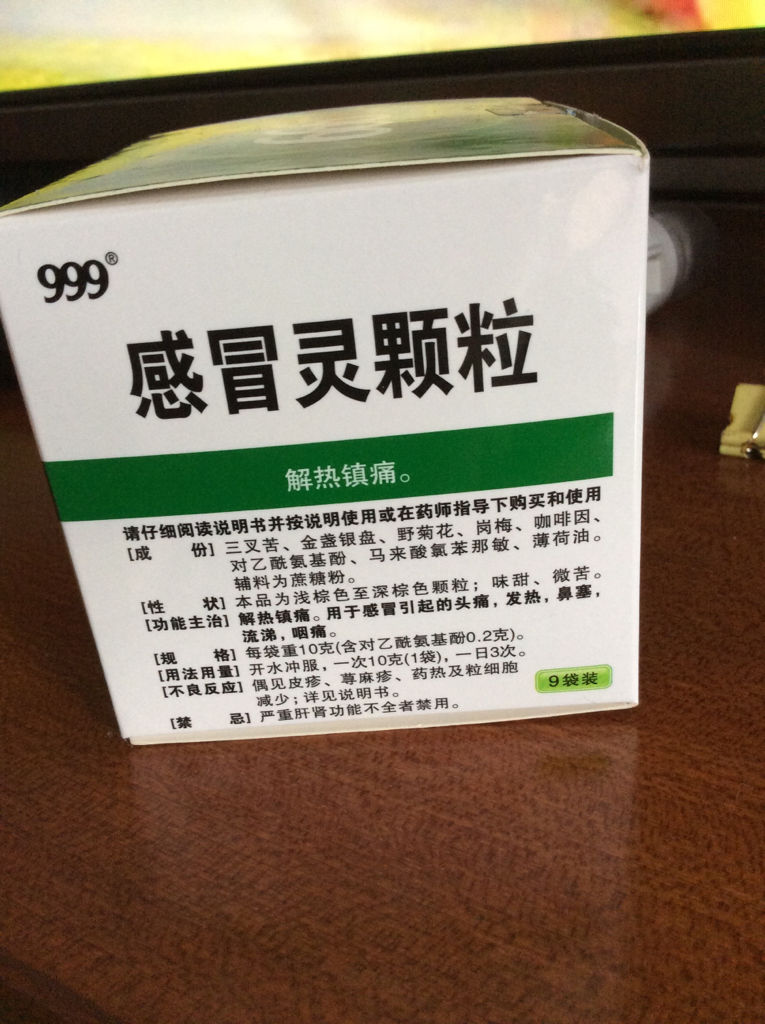 999®
感冒灵颗粒
解热镇痛。
请仔细阅读说明书并按说明使用或在药师指导下购买和使用
[成 份] 三叉苦、金盏银盘、野菊花、岗梅、咖啡因、
对乙酰氨基酚、马来酸氯苯那敏、薄荷油。
辅料为蔗糖粉。
[性 状] 本品为浅棕色至深棕色颗粒；味甜、微苦。
[功能主治] 解热镇痛。用于感冒引起的头痛，发热，鼻塞，
流涕，咽痛。
[规 格] 每袋重10克(含对乙酰氨基酚0.2克)。
[用法用量] 开水冲服，一次10克(1袋)，一日3次。
[不良反应] 偶见皮疹、荨麻疹、药热及粒细胞
减少；详见说明书。
[禁 忌] 严重肝肾功能不全者禁用。
9袋装